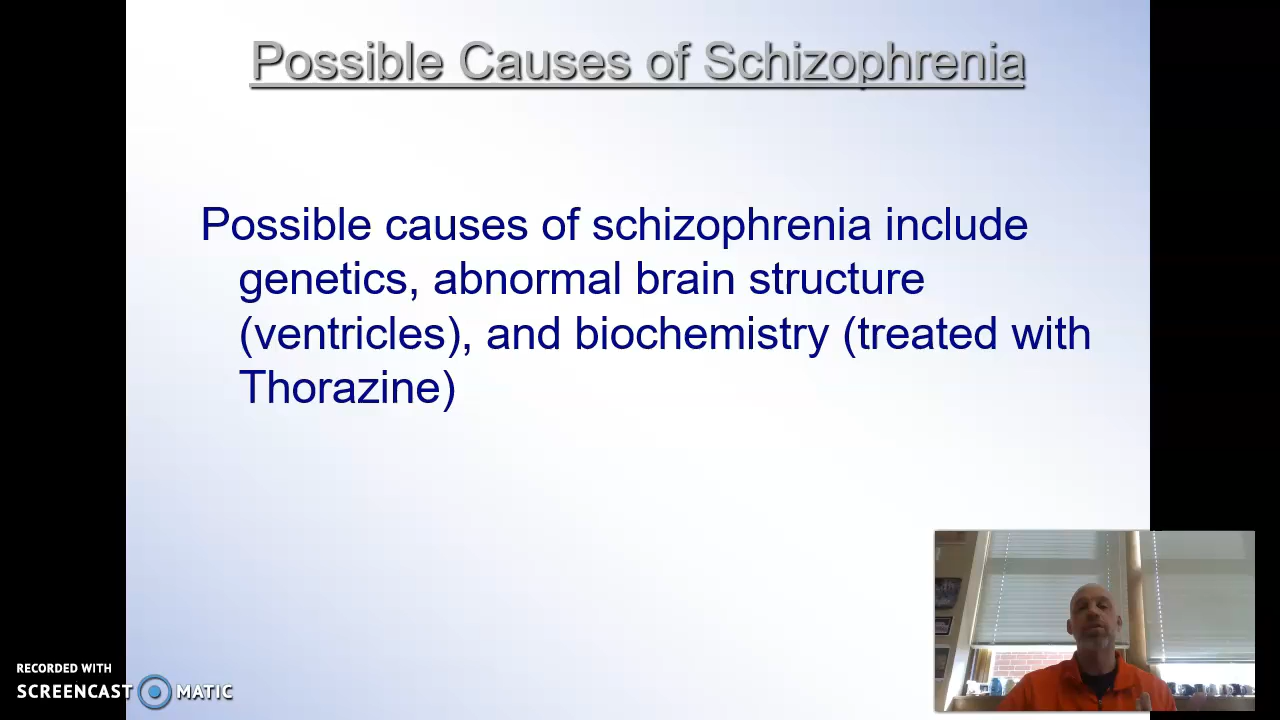 Possible Causes of Schizophrenia
Possible causes of schizophrenia include
genetics, abnormal brain structure
(ventricles), and biochemistry (treated with
Thorazine)
RECORDED WITH
SCREENCAST MATIC